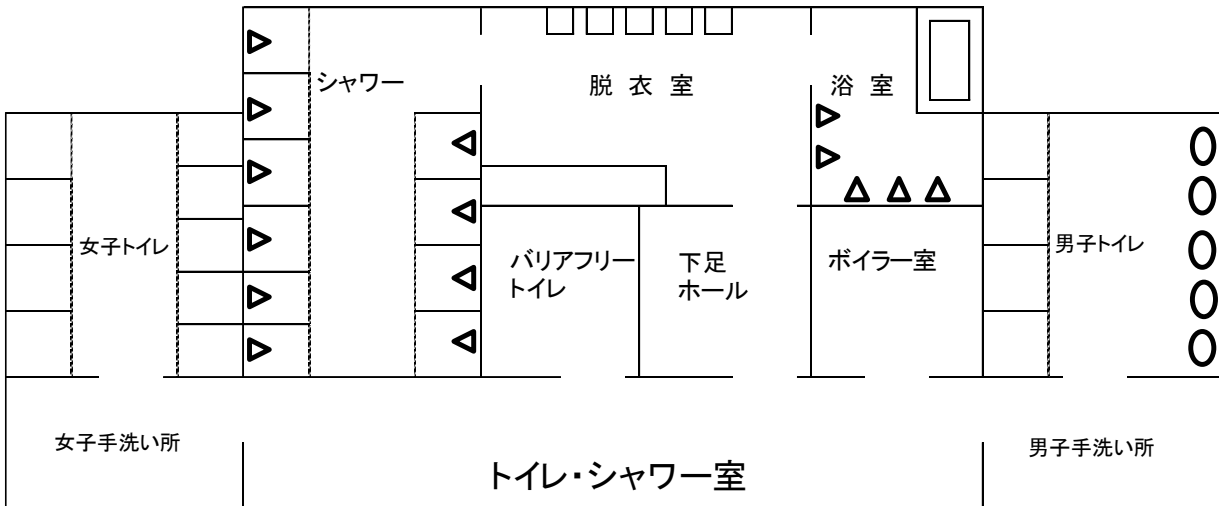 シャワー
脱衣室
浴室
女子トイレ
バリアフリー
トイレ
下足
ホール
ボイラー室
男子トイレ
女子手洗い所
男子手洗い所
トイレ・シャワー室